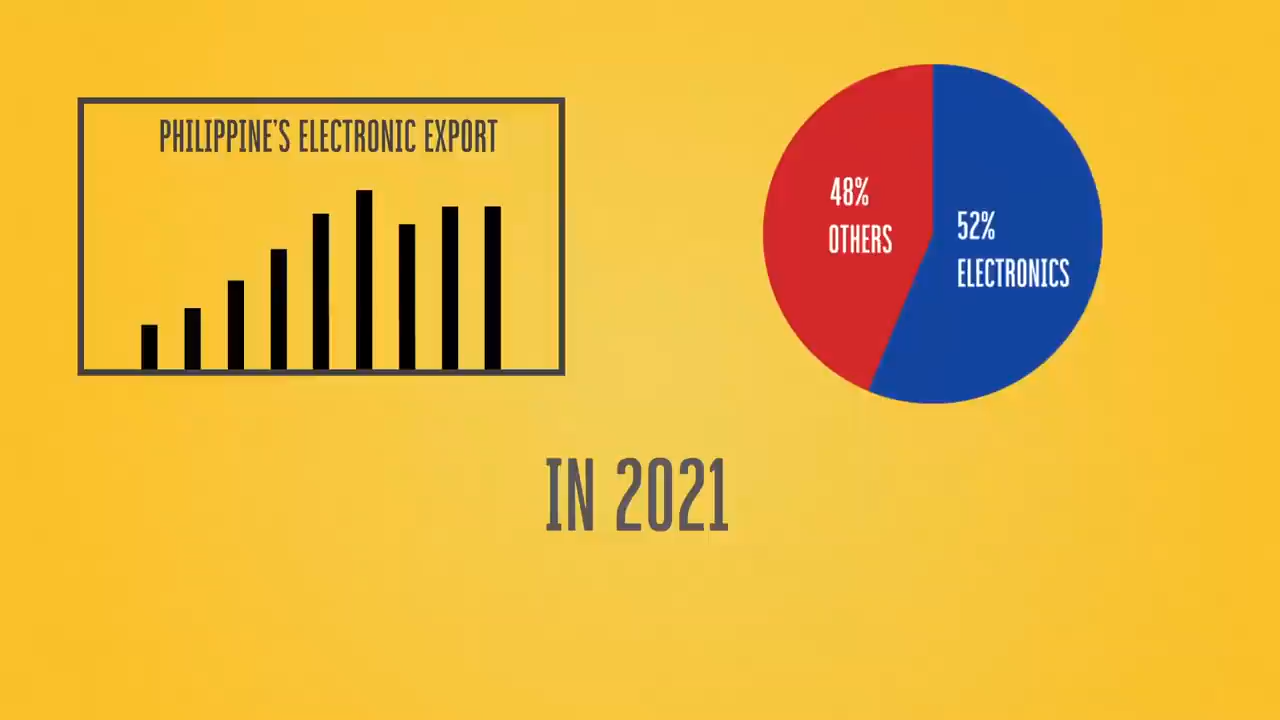 PHILIPPINE'S ELECTRONIC EXPORT
48%
OTHERS
52%
ELECTRONICS
IN 2021